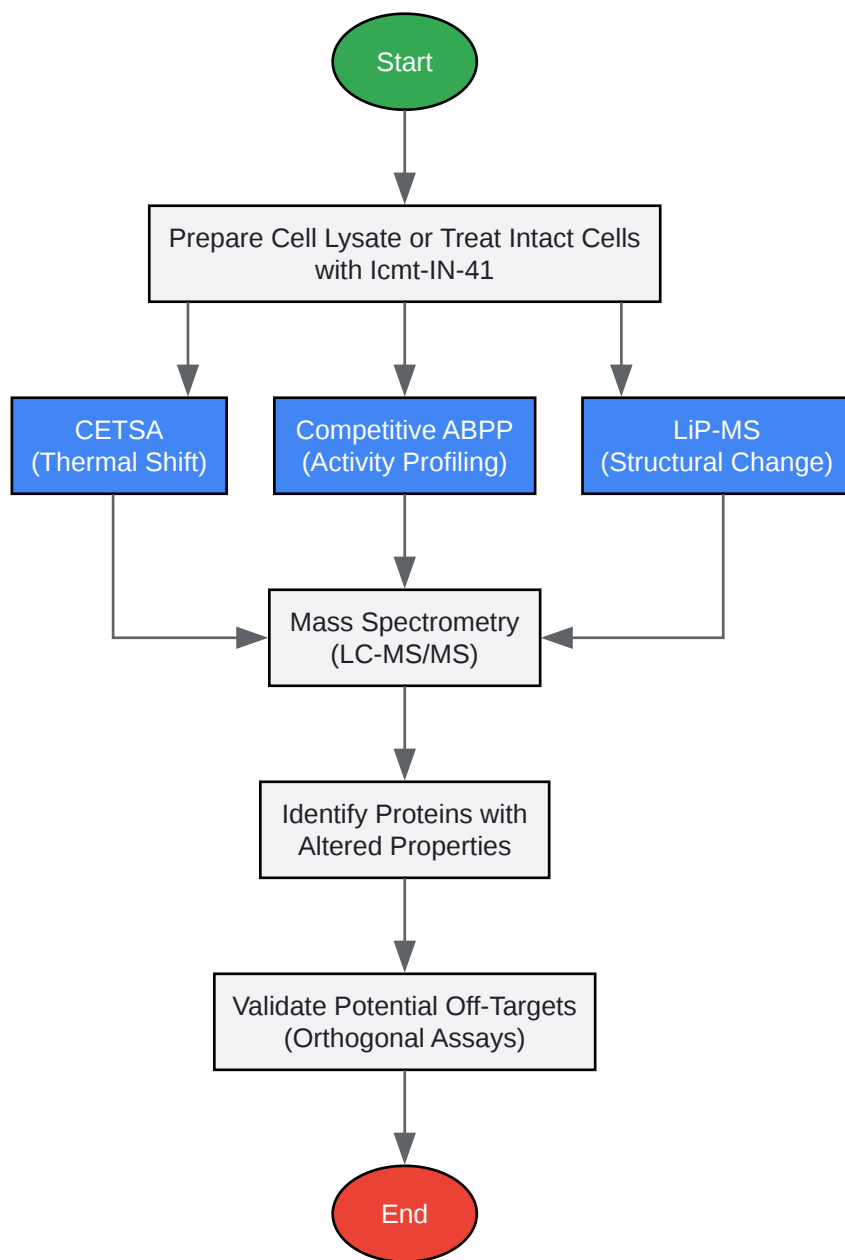 Start
Prepare Cell Lysate or Treat Intact Cells
with Icmt-IN-41
CETSA
(Thermal Shift)
Competitive ABPP
(Activity Profiling)
LiP-MS
(Structural Change)
Mass Spectrometry
(LC-MS/MS)
Identify Proteins with
Altered Properties
Validate Potential Off-Targets
(Orthogonal Assays)
End